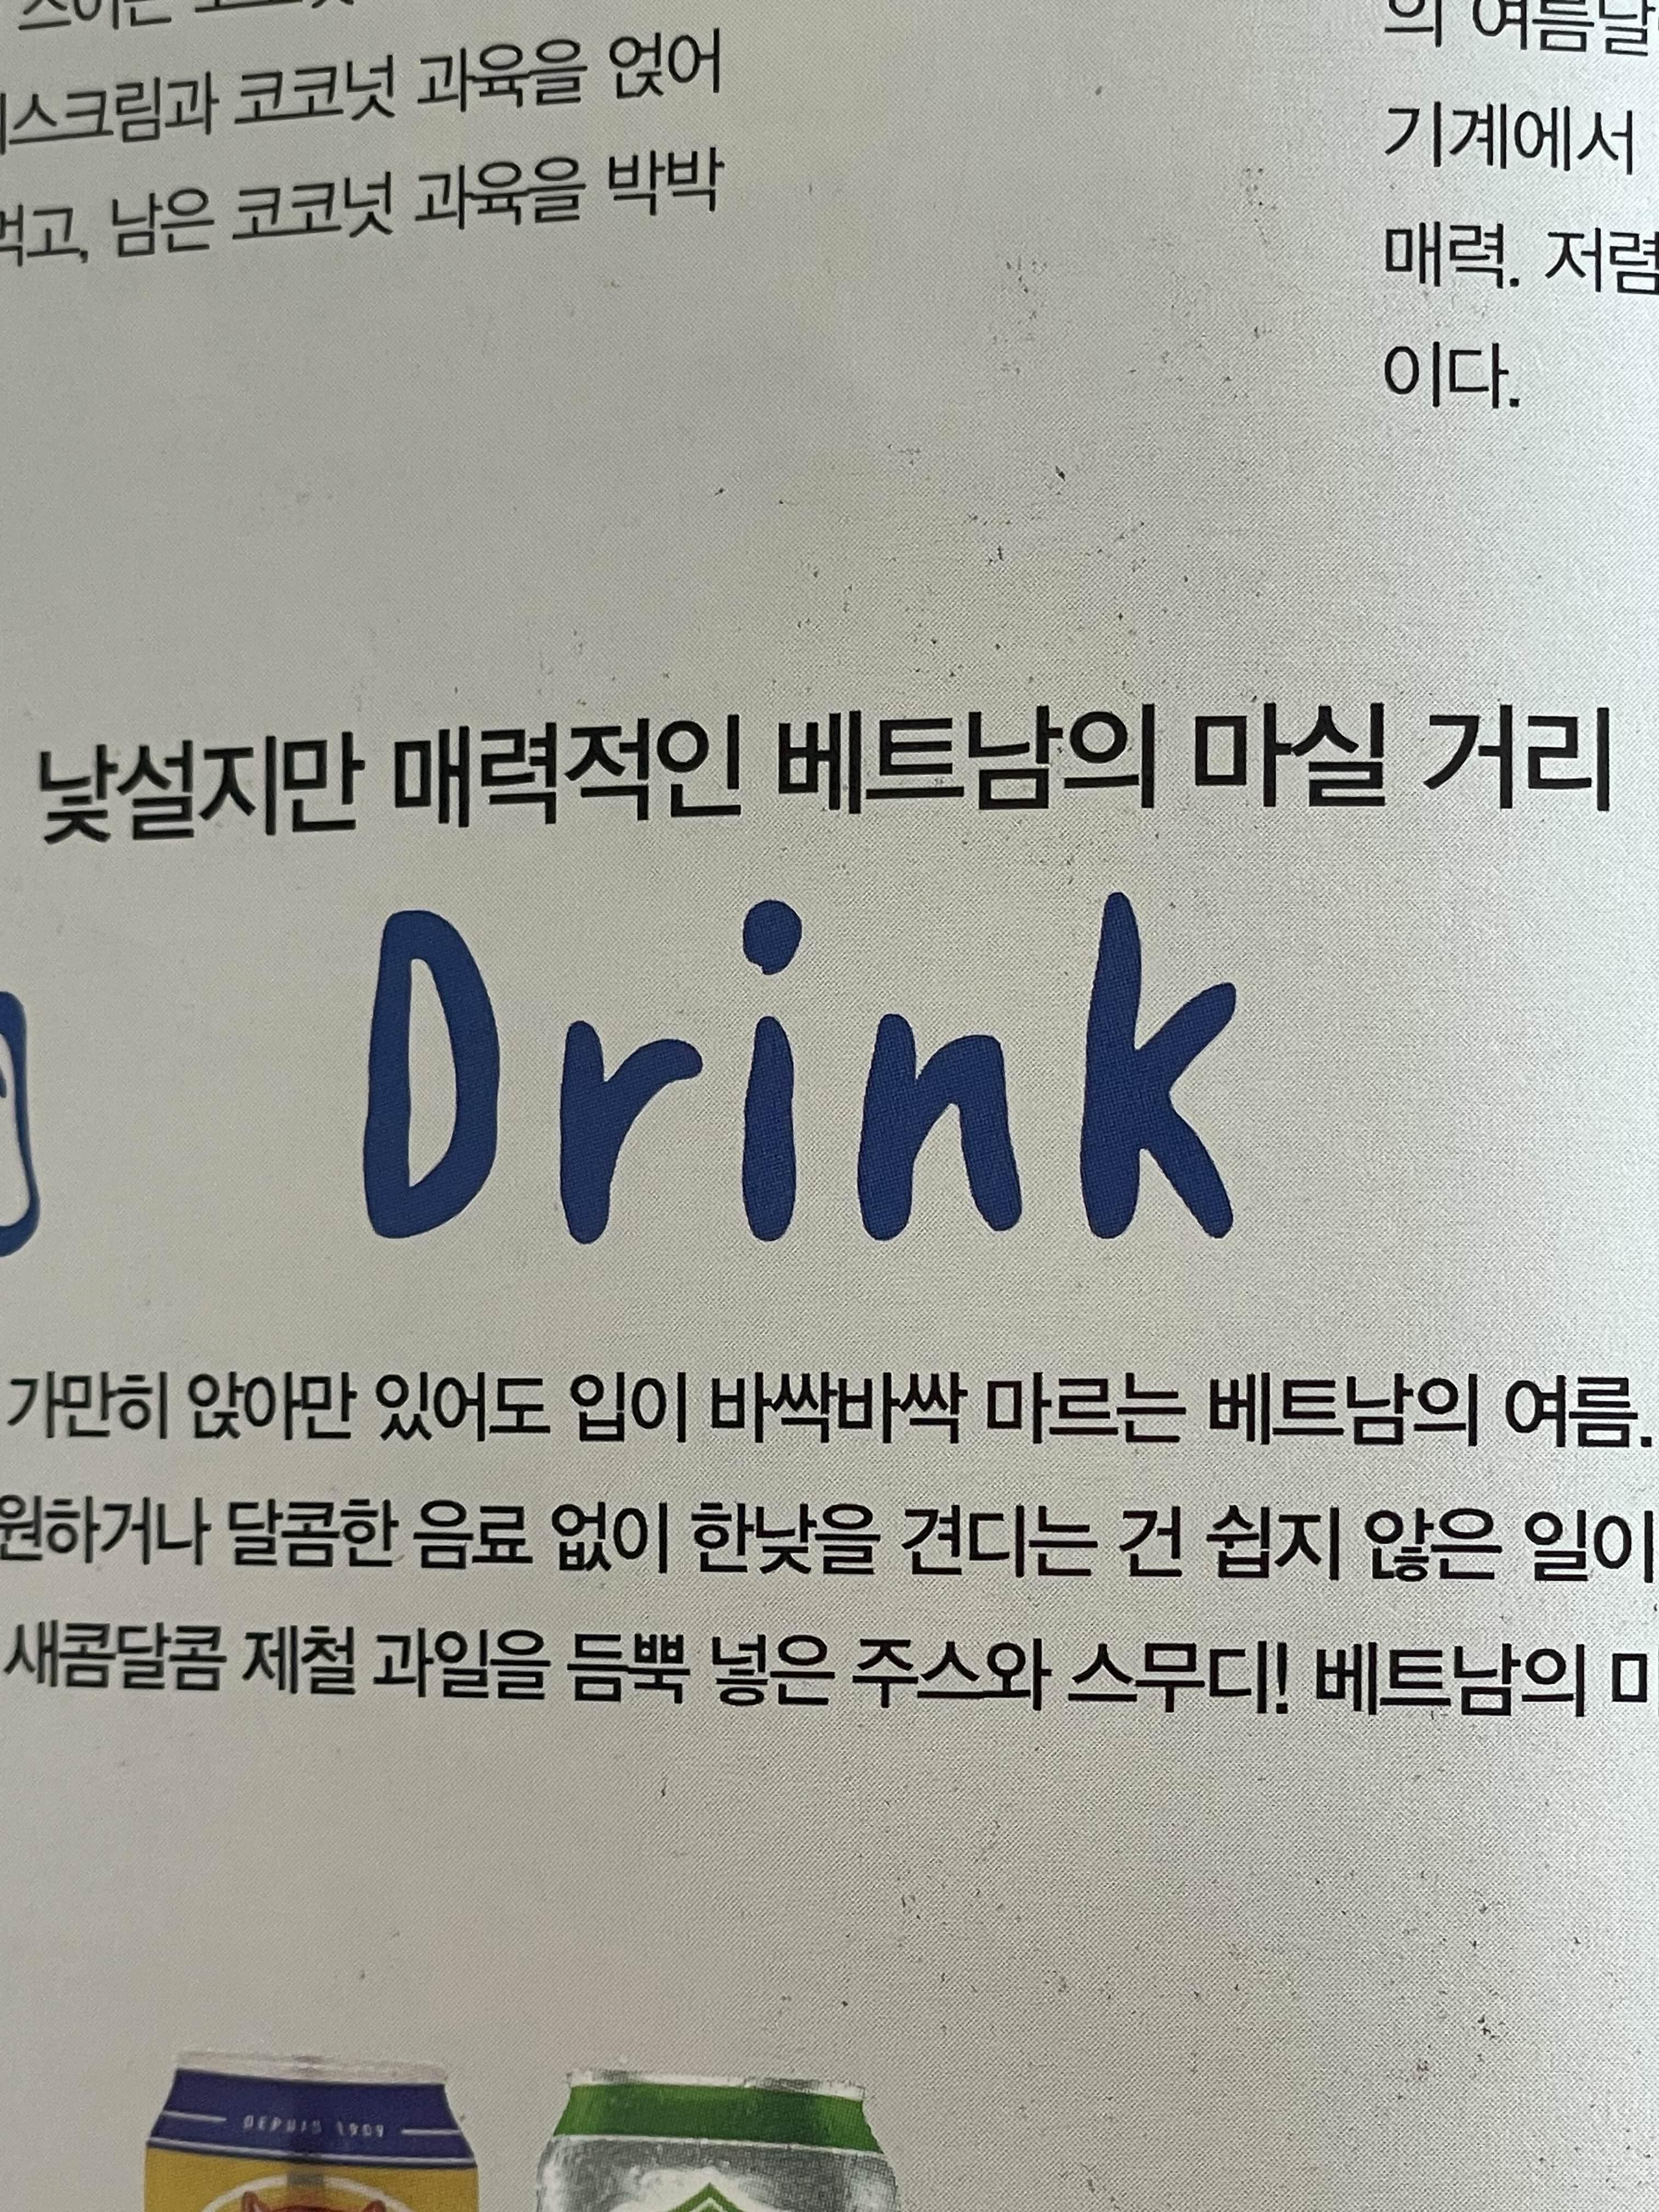 스크림과 코코넛 과육을 얹어
먹고, 남은 코코넛 과육을 박박
의 여름
기계에서
매력. 저렴
이다.
낯설지만 매력적인 베트남의 마실 거리
Drink
가만히 앉아만 있어도 입이 바싹바싹 마르는 베트남의 여름.
원하거나 달콤한 음료 없이 한낮을 견디는 건 쉽지 않은 일이
새콤달콤 제철 과일을 듬뿍 넣은 주스와 스무디! 베트남의
DEPUIS 1909